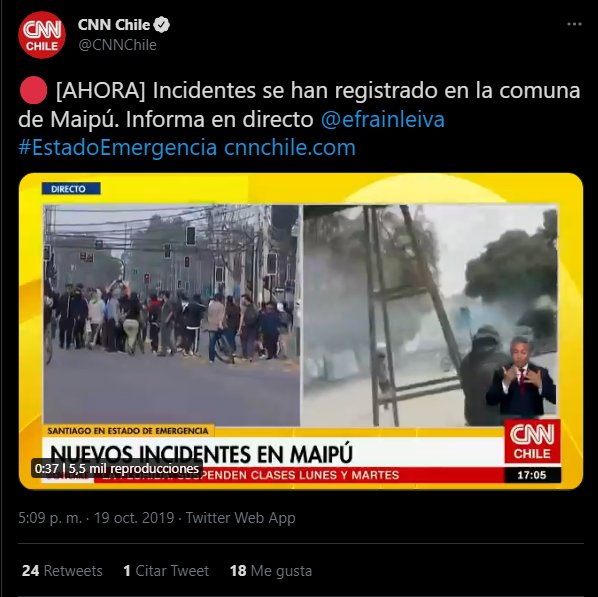 CNN Chile
@CNNChile
CNN
CHILE
[AHORA] Incidentes se han registrado en la comuna
de Maipú. Informa en directo @efrainleiva
#EstadoEmergencia cnnchile.com
DIRECTO
SANTIAGO EN ESTADO DE EMERGENCIA
NUEVOS INCIDENTES EN MAIPÚ
CNN
CHILE
0:37 | 5,5 mil reproducciones
SUSPENDEN CLASES LUNES Y MARTES
17:05
5:09 p. m. · 19 oct. 2019 · Twitter Web App
24 Retweets 1 Citar Tweet 18 Me gusta